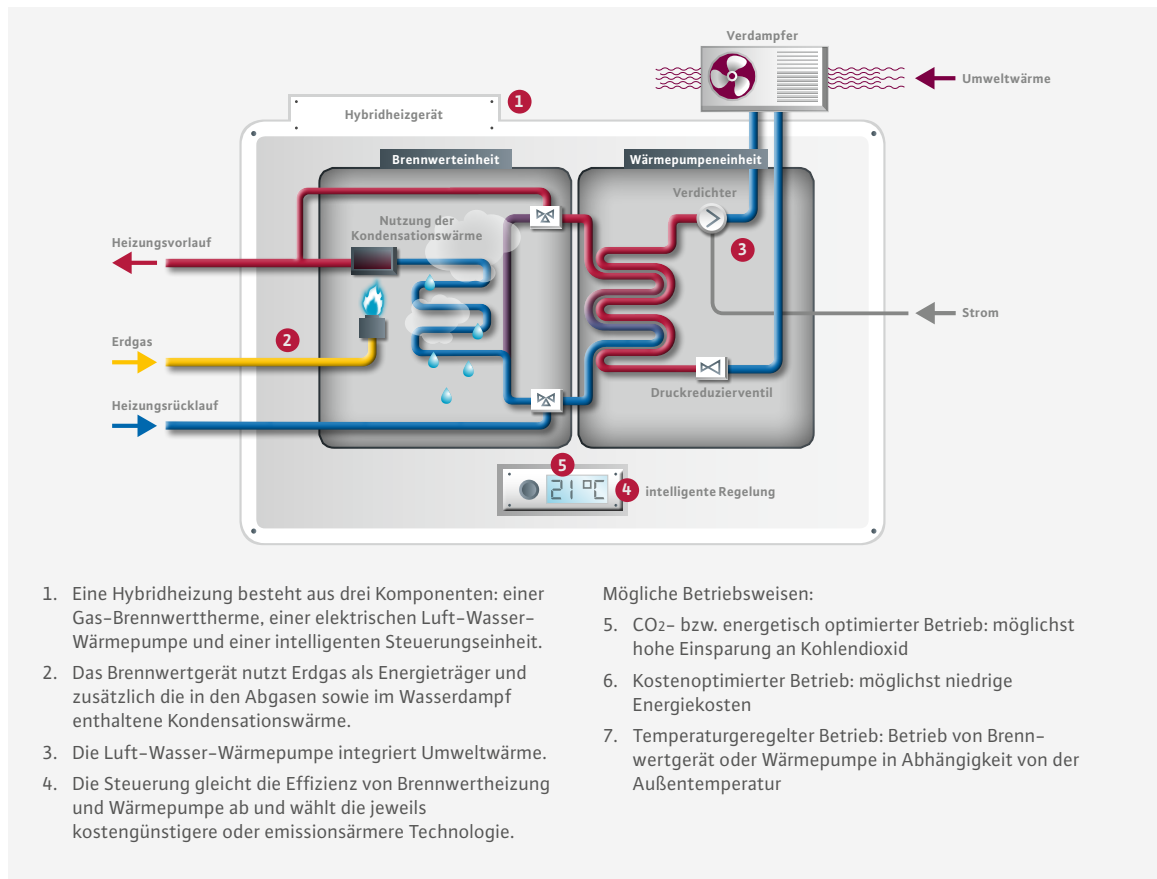 Verdampfer
Umweltwärme
1
Hybridheizgerät
Brennwerteinheit
Wärmepumpeneinheit
Verdichter
Nutzung der
Kondensationswärme
Heizungsvorlauf
3
Strom
Erdgas
2
Druckreduzierventil
Heizungsrücklauf
5
21 °C
4
intelligente Regelung
1. Eine Hybridheizung besteht aus drei Komponenten: einer
Gas-Brennwerttherme, einer elektrischen Luft-Wasser-
Wärmepumpe und einer intelligenten Steuerungseinheit.
2. Das Brennwertgerät nutzt Erdgas als Energieträger und
zusätzlich die in den Abgasen sowie im Wasserdampf
enthaltene Kondensationswärme.
3. Die Luft-Wasser-Wärmepumpe integriert Umweltwärme.
4. Die Steuerung gleicht die Effizienz von Brennwertheizung
und Wärmepumpe ab und wählt die jeweils
kostengünstigere oder emissionsärmere Technologie.
Mögliche Betriebsweisen:
5. CO2- bzw. energetisch optimierter Betrieb: möglichst
hohe Einsparung an Kohlendioxid
6. Kostenoptimierter Betrieb: möglichst niedrige
Energiekosten
7. Temperaturgeregelter Betrieb: Betrieb von Brenn-
wertgerät oder Wärmepumpe in Abhängigkeit von der
Außentemperatur